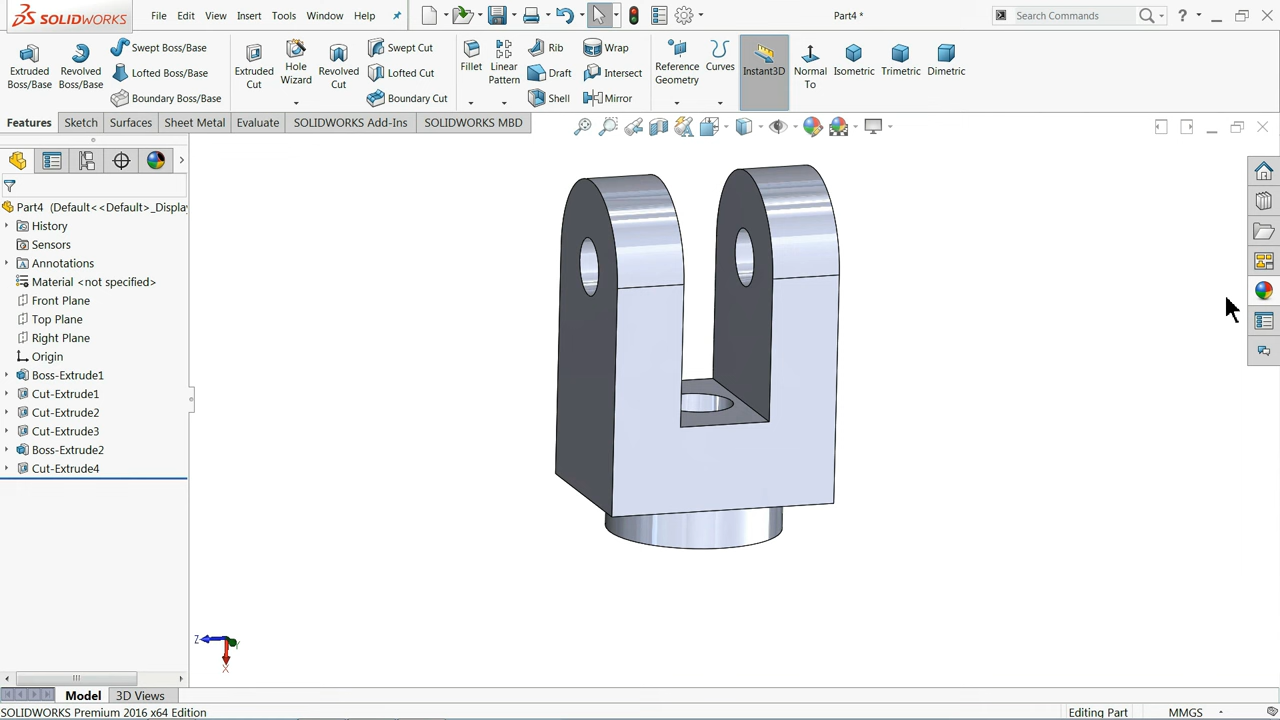 SOLIDWORKS File Edit View Insert Tools Window Help Part4 * Search Commands ?
Extruded Boss/Base Revolved Boss/Base Swept Boss/Base Lofted Boss/Base Boundary Boss/Base Extruded Cut Hole Wizard Revolved Cut Swept Cut Lofted Cut Boundary Cut Fillet Linear Pattern Rib Draft Shell Wrap Intersect Mirror Reference Geometry Curves Instant3D Normal To Isometric Trimetric Dimetric
Features Sketch Surfaces Sheet Metal Evaluate SOLIDWORKS Add-Ins SOLIDWORKS MBD
Part4 (Default<<Default>_Displa
History
Sensors
Annotations
Material <not specified>
Front Plane
Top Plane
Right Plane
Origin
Boss-Extrude1
Cut-Extrude1
Cut-Extrude2
Cut-Extrude3
Boss-Extrude2
Cut-Extrude4
Z Y
X
Model 3D Views
SOLIDWORKS Premium 2016 x64 Edition Editing Part MMGS